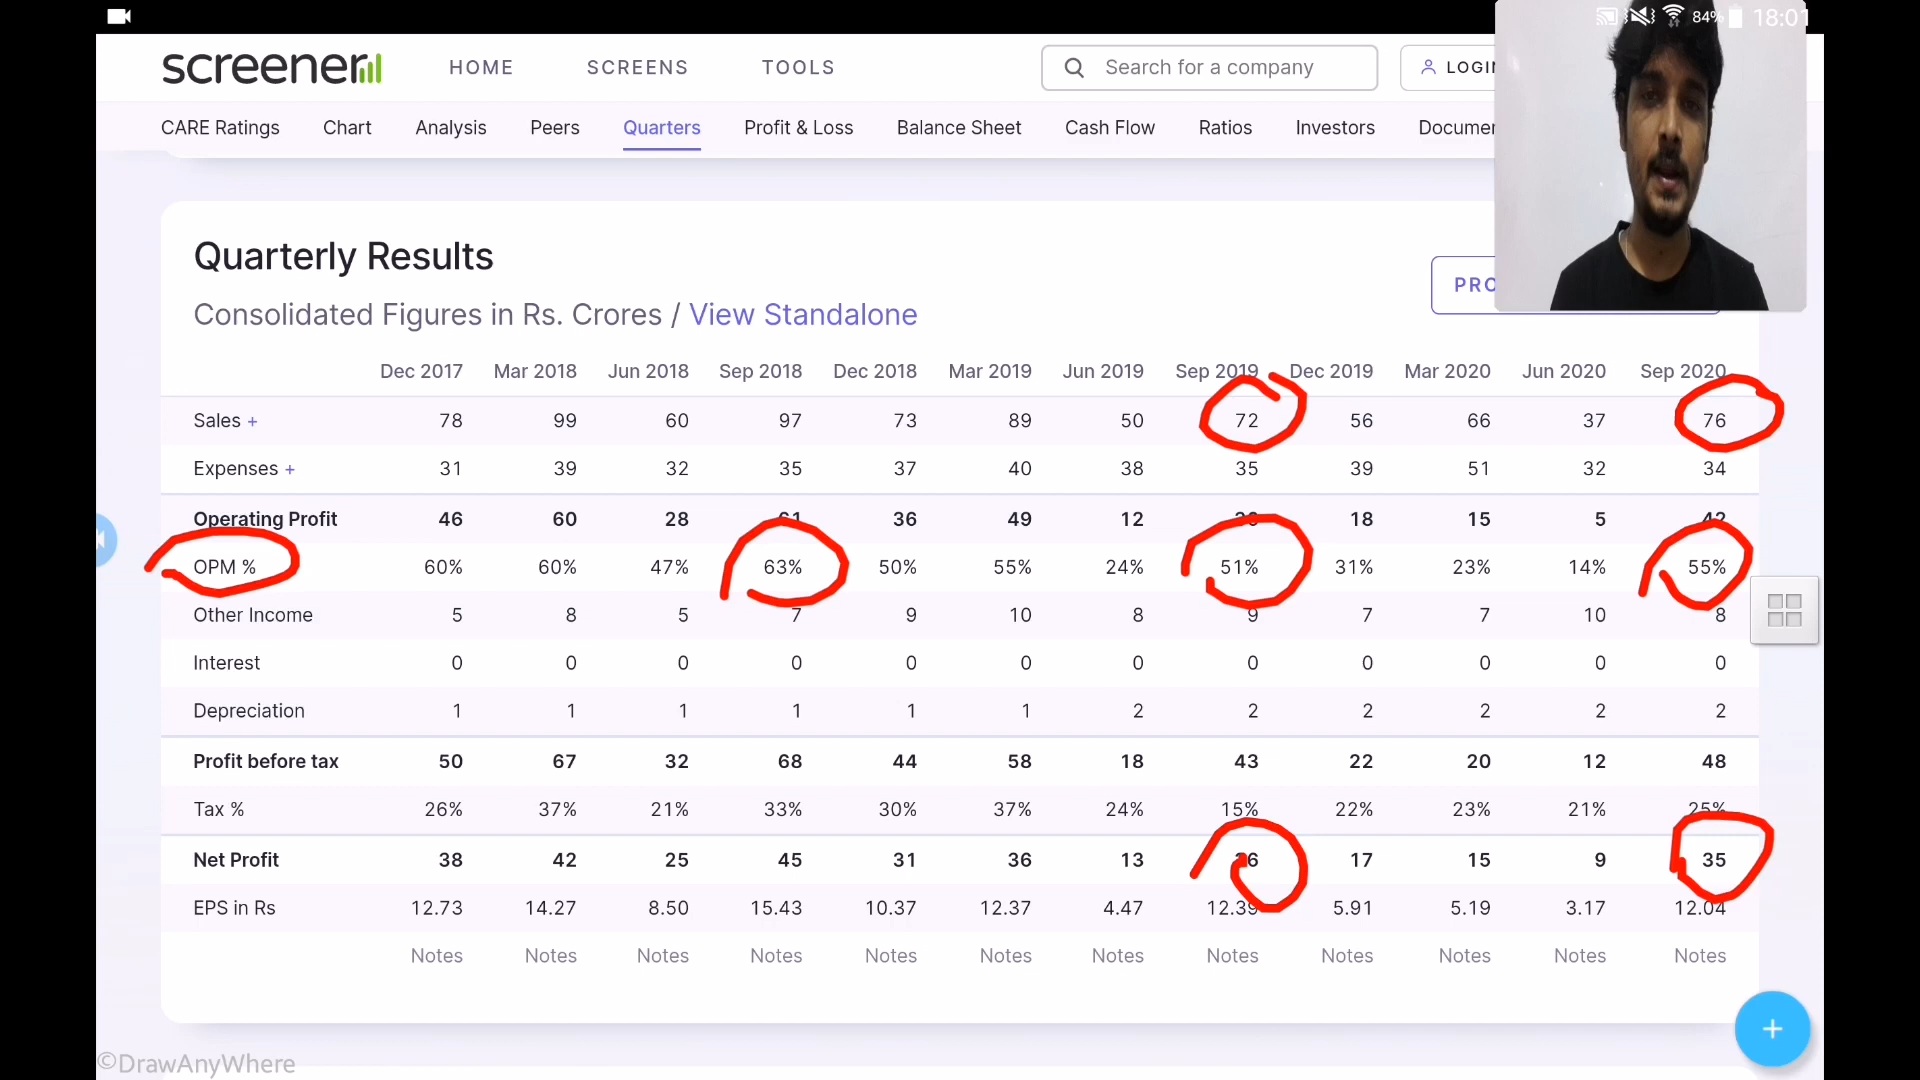 84% 18:01
screener HOME SCREENS TOOLS Search for a company LOGIN
CARE Ratings Chart Analysis Peers Quarters Profit & Loss Balance Sheet Cash Flow Ratios Investors Documen
Quarterly Results
PRO
Consolidated Figures in Rs. Crores / View Standalone
Dec 2017 Mar 2018 Jun 2018 Sep 2018 Dec 2018 Mar 2019 Jun 2019 Sep 2019 Dec 2019 Mar 2020 Jun 2020 Sep 2020
Sales + 78 99 60 97 73 89 50 72 56 66 37 76
Expenses + 31 39 32 35 37 40 38 35 39 51 32 34
Operating Profit 46 60 28 61 36 49 12 18 15 5 42
OPM % 60% 60% 47% 63% 50% 55% 24% 51% 31% 23% 14% 55%
Other Income 5 8 5 7 9 10 8 9 7 7 10 8
Interest 0 0 0 0 0 0 0 0 0 0 0 0
Depreciation 1 1 1 1 1 1 2 2 2 2 2 2
Profit before tax 50 67 32 68 44 58 18 43 22 20 12 48
Tax % 26% 37% 21% 33% 30% 37% 24% 15% 22% 23% 21% 25%
Net Profit 38 42 25 45 31 36 13 36 17 15 9 35
EPS in Rs 12.73 14.27 8.50 15.43 10.37 12.37 4.47 12.39 5.91 5.19 3.17 12.04
Notes Notes Notes Notes Notes Notes Notes Notes Notes Notes Notes Notes
+
©DrawAnyWhere